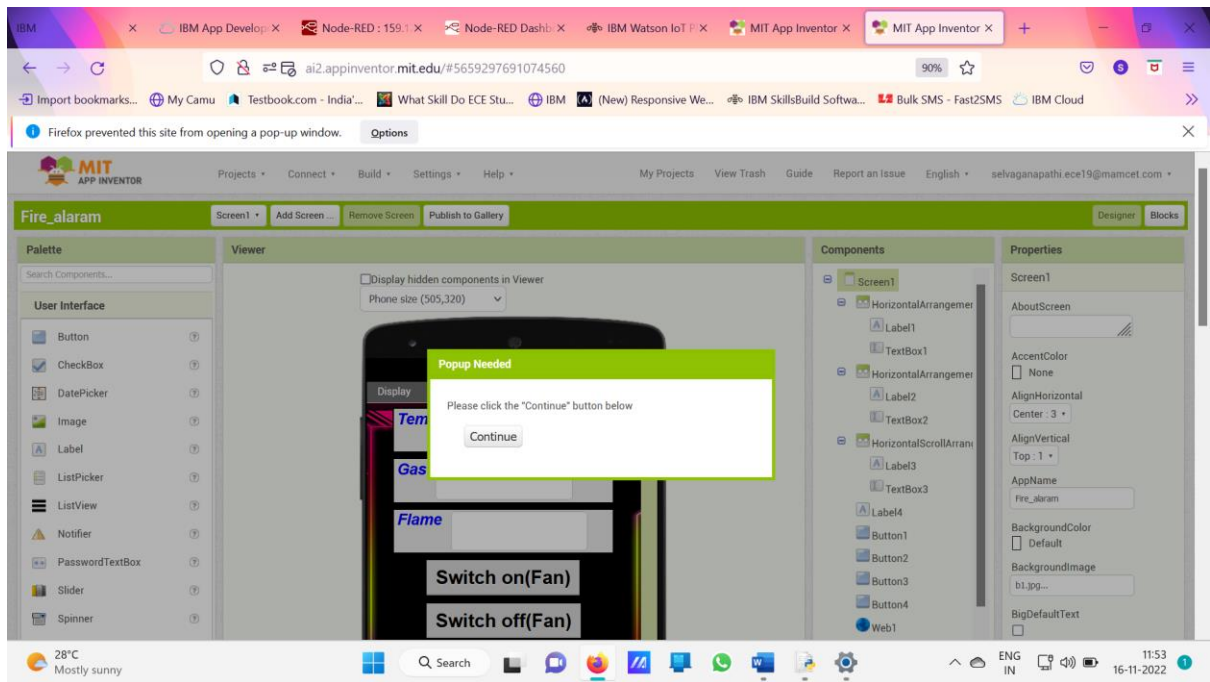 IBM
IBM App Develop
Node-RED : 159.1
Node-RED Dashb
IBM Watson IoT P
MIT App Inventor
MIT App Inventor
ai2.appinventor.mit.edu/#5659297691074560
90%
S
Import bookmarks...
My Camu
Testbook.com - India'...
What Skill Do ECE Stu...
IBM
(New) Responsive We...
IBM SkillsBuild Softwa...
Bulk SMS - Fast2SMS
IBM Cloud
Firefox prevented this site from opening a pop-up window.
Options
MIT
APP INVENTOR
Projects
Connect
Build
Settings
Help
My Projects
View Trash
Guide
Report an Issue
English
selvaganapathi.ece19@mamcet.com
Fire_alaram
Screen1
Add Screen ...
Remove Screen
Publish to Gallery
Designer
Blocks
Palette
Search Components...
User Interface
Button
CheckBox
DatePicker
Image
Label
ListPicker
ListView
Notifier
PasswordTextBox
Slider
Spinner
Viewer
Display hidden components in Viewer
Phone size (505,320)
Display
Tem
Gas
Flame
Switch on(Fan)
Switch off(Fan)
Popup Needed
Please click the "Continue" button below
Continue
Components
Screen1
HorizontalArrangemer
Label1
TextBox1
HorizontalArrangemer
Label2
TextBox2
HorizontalScrollArran
Label3
TextBox3
Label4
Button1
Button2
Button3
Button4
Web1
Properties
Screen1
AboutScreen
AccentColor
None
AlignHorizontal
Center : 3
AlignVertical
Top : 1
AppName
Fire_alaram
BackgroundColor
Default
BackgroundImage
b1.jpg...
BigDefaultText
28°C
Mostly sunny
Search
ENG
IN
11:53
16-11-2022
1